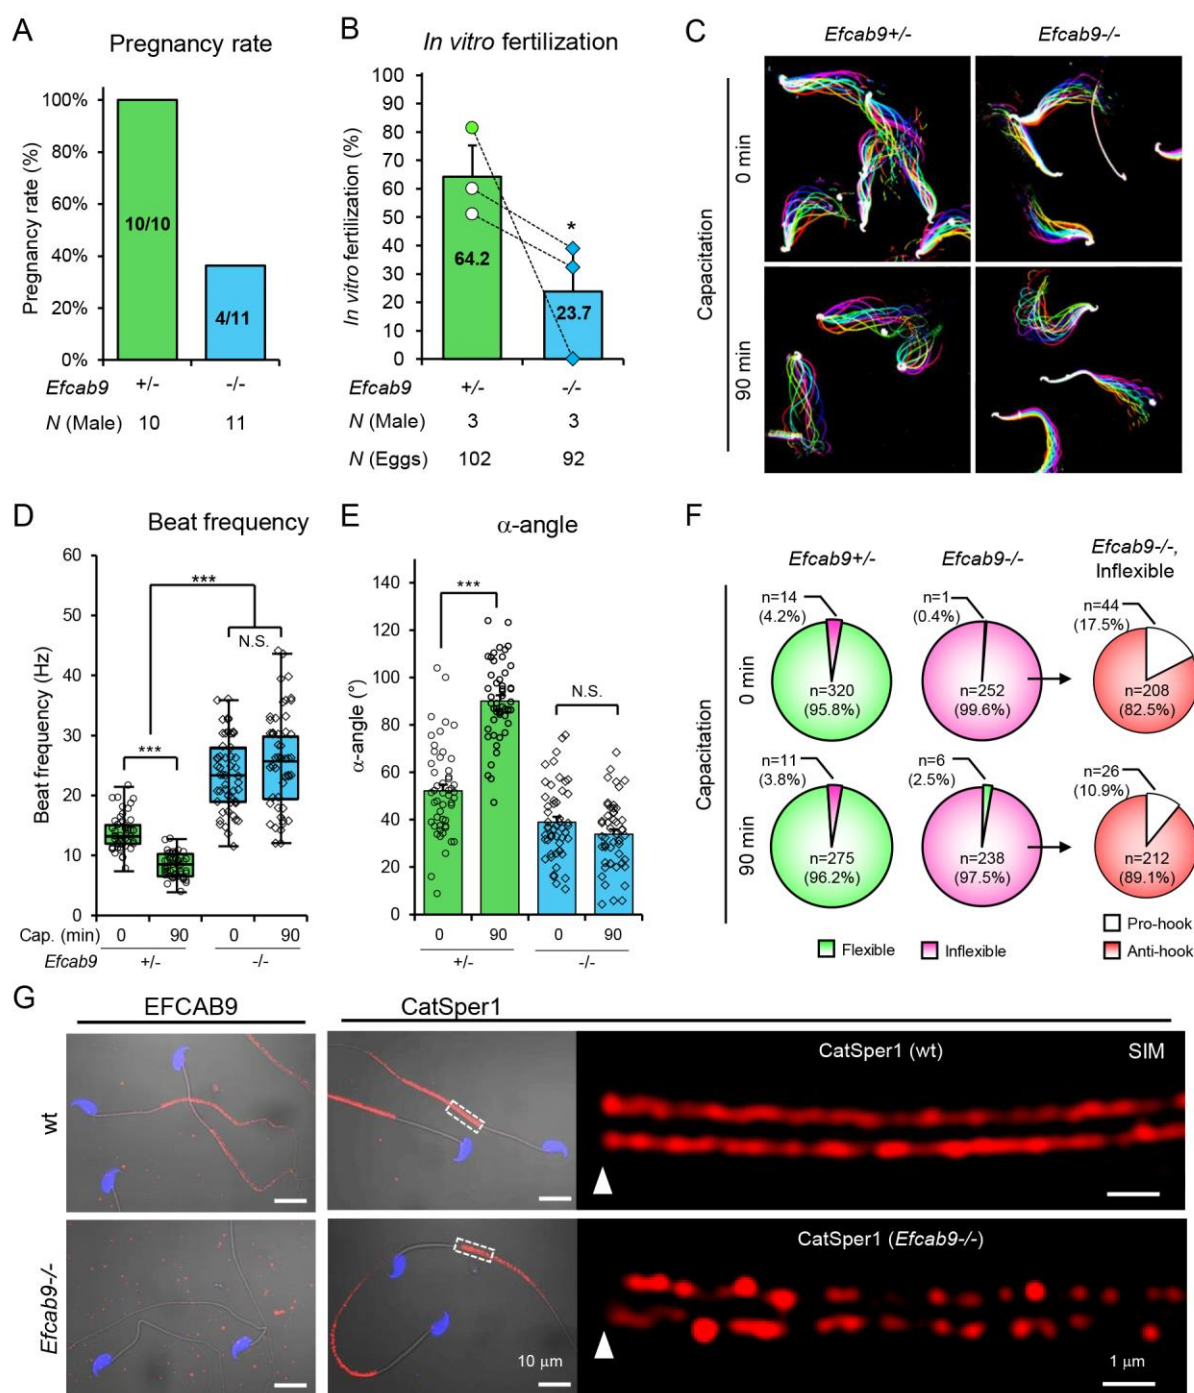 A
Pregnancy rate
Pregnancy rate (%)
100%
80%
60%
40%
20%
0%
10/10
4/11
Efcab9 +/- -/-
N (Male) 10 11
B
In vitro fertilization
In vitro fertilization (%)
100
90
80
70
60
50
40
30
20
10
0
64.2
*
23.7
Efcab9 +/- -/-
N (Male) 3 3
N (Eggs) 102 92
C
Efcab9+/- Efcab9-/-
Capacitation
0 min
90 min
D
Beat frequency
Beat frequency (Hz)
60
50
40
30
20
10
0
***
N.S.
***
Cap. (min) 0 90 0 90
Efcab9 +/- -/-
E
α-angle
α-angle (°)
140
120
100
80
60
40
20
0
***
N.S.
0 90 0 90
+/- -/-
F
Efcab9+/- Efcab9-/- Efcab9-/-,
Inflexible
Capacitation
0 min
n=14
(4.2%)
n=320
(95.8%)
n=1
(0.4%)
n=252
(99.6%)
n=44
(17.5%)
n=208
(82.5%)
90 min
n=11
(3.8%)
n=275
(96.2%)
n=6
(2.5%)
n=238
(97.5%)
n=26
(10.9%)
n=212
(89.1%)
Flexible Inflexible
Pro-hook
Anti-hook
G
EFCAB9 CatSper1
wt
CatSper1 (wt) SIM
Efcab9-/-
CatSper1 (Efcab9-/-)
10 μm
1 μm